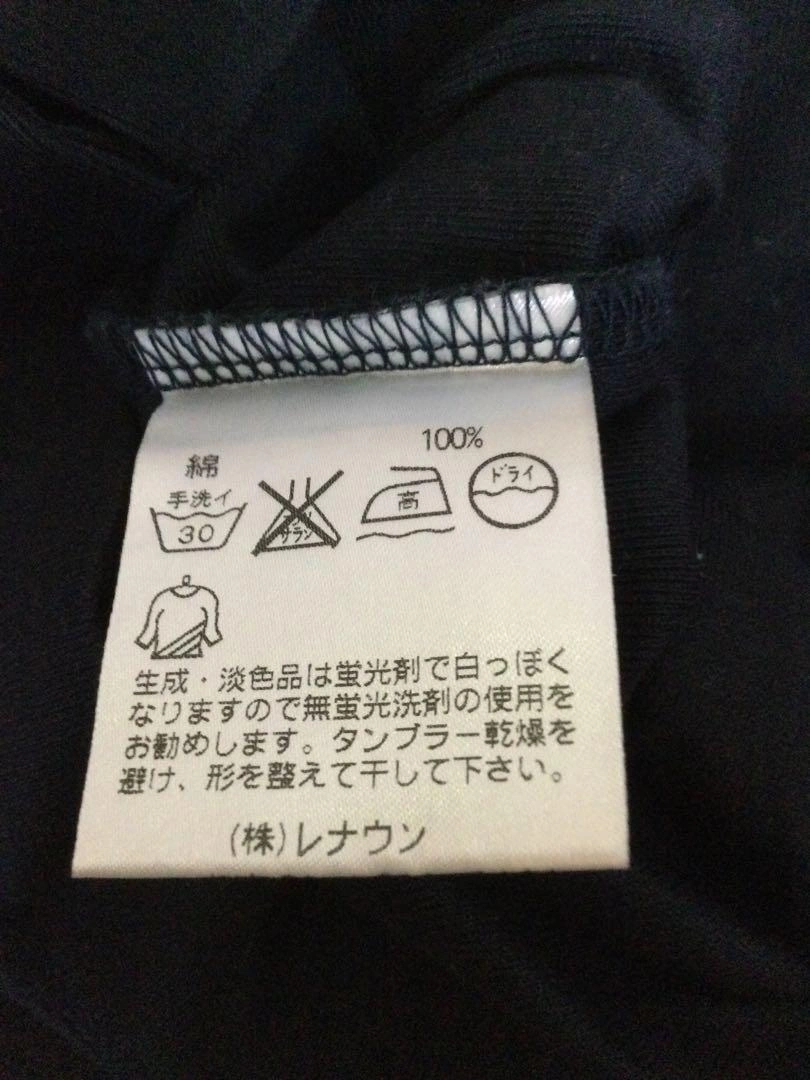 綿 100%
手洗イ 30 エンソ サラシ 高 ドライ
生成・淡色品は蛍光剤で白っぽく
なりますので無蛍光洗剤の使用を
お勧めします。タンブラー乾燥を
避け、形を整えて干して下さい。
(株)レナウン